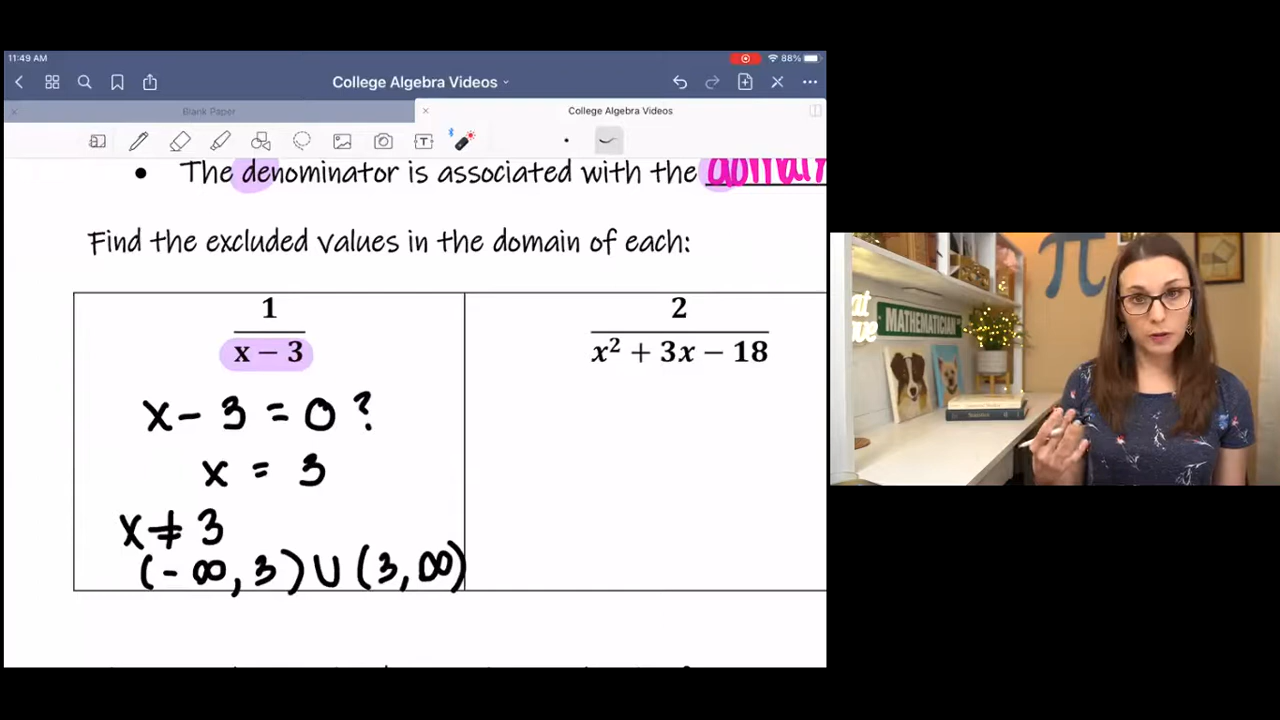 11:49 AM
88%
College Algebra Videos
Blank Paper
College Algebra Videos
The denominator is associated with the domain
Find the excluded values in the domain of each:
1
x − 3
x - 3 = 0 ?
x = 3
x ≠ 3
(-∞, 3) ∪ (3, ∞)
2
x² + 3x − 18
MATHEMATICIAN